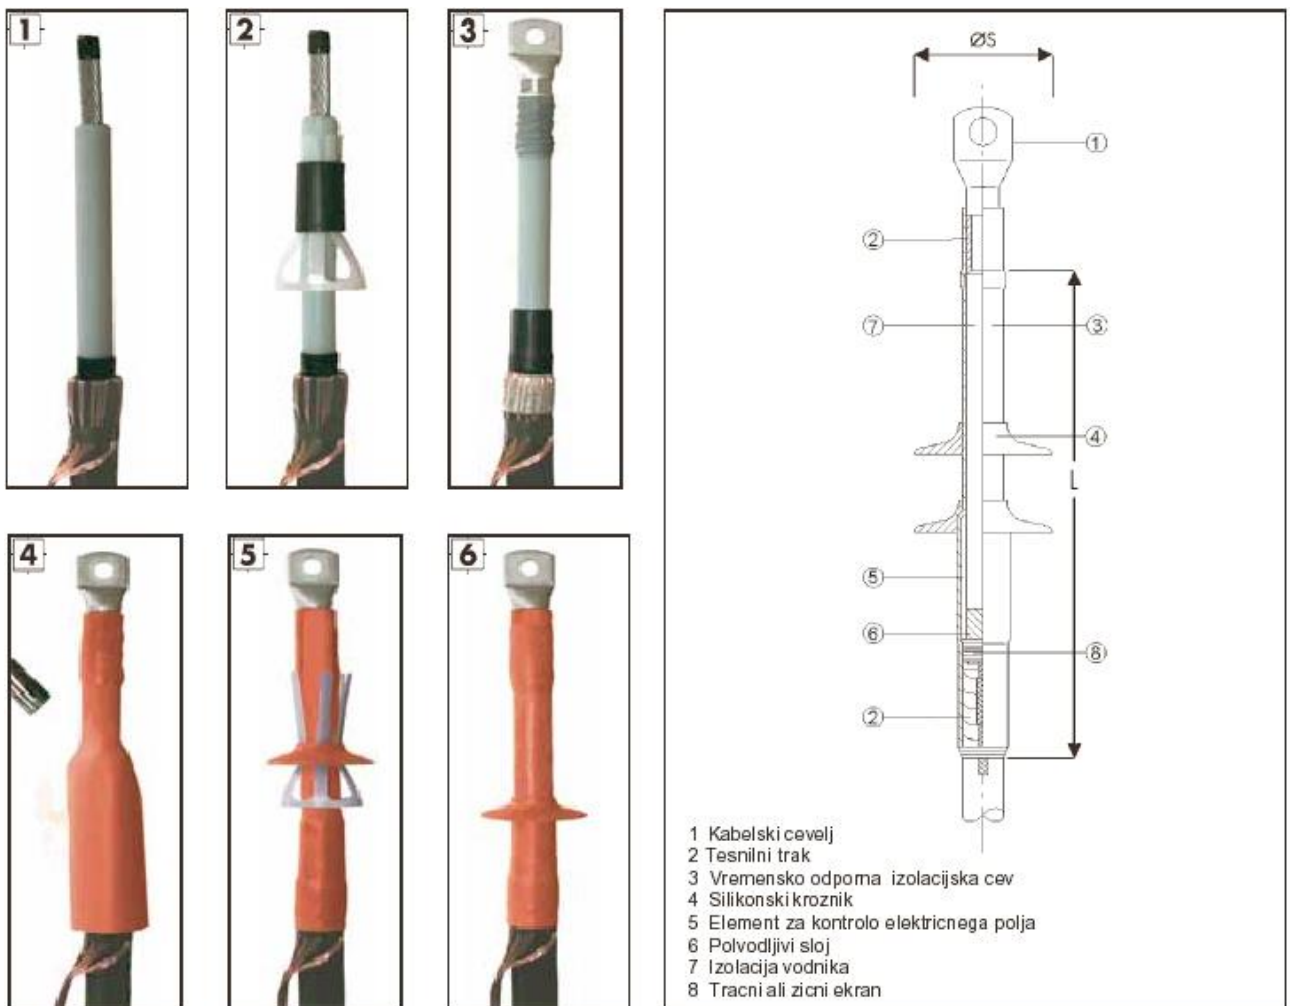 1
2
3
4
5
6
ØS
1
2
7
3
4
L
5
6
8
2
1 Kabelski cevelj
2 Tesnilni trak
3 Vremensko odporna izolacijska cev
4 Silikonski kroznik
5 Element za kontrolo elektricnega polja
6 Polvodljivi sloj
7 Izolacija vodnika
8 Tracni ali zicni ekran